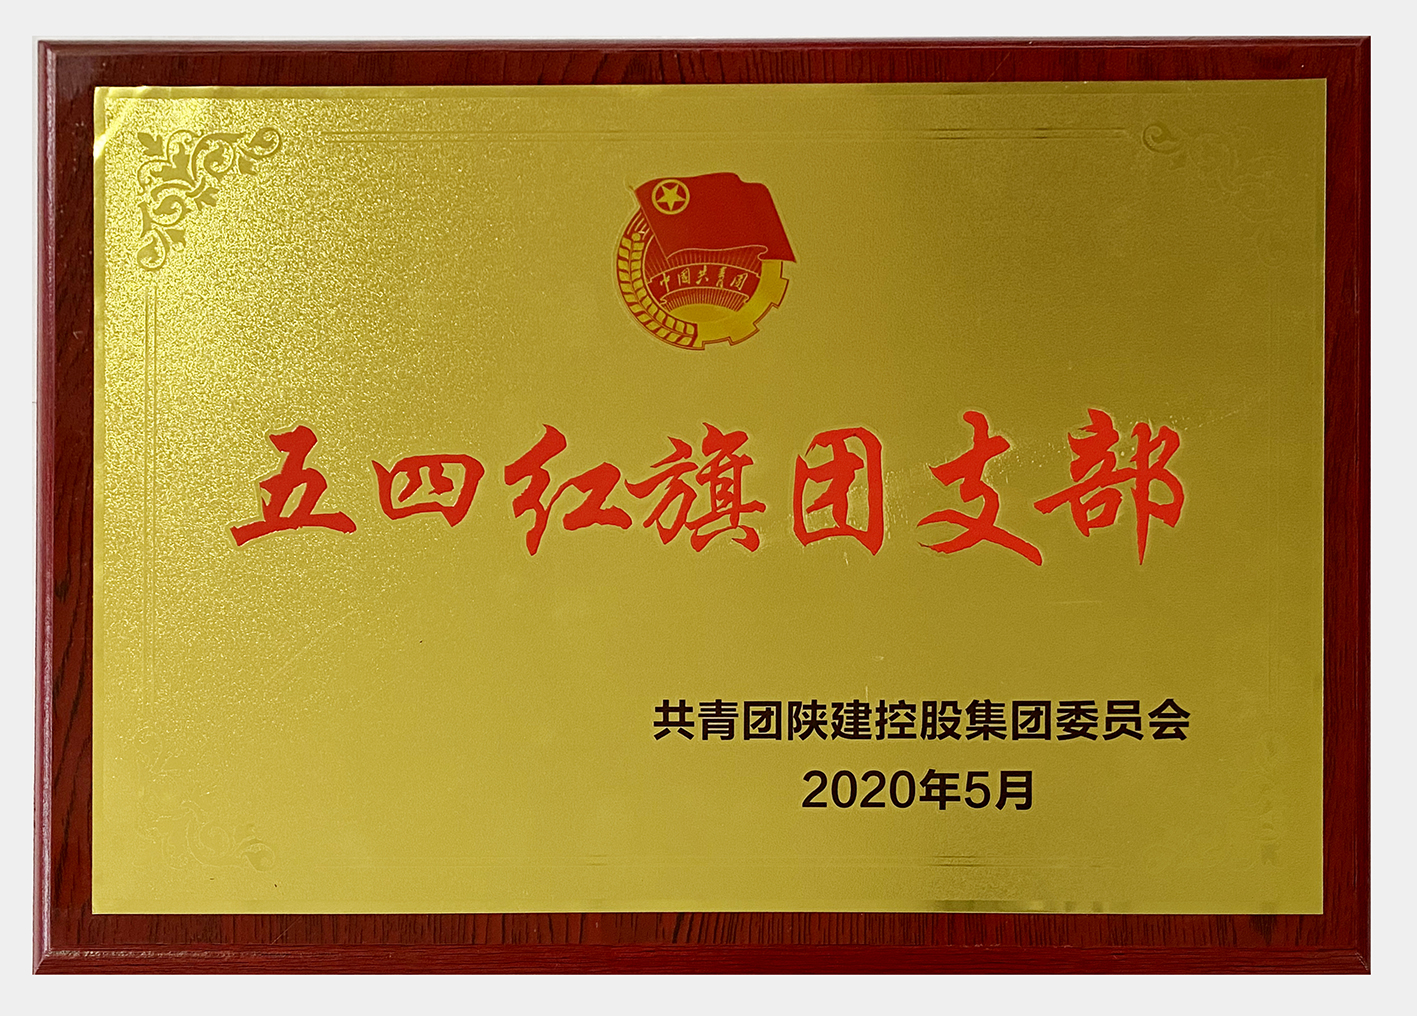 中国共青团
五四红旗团支部
共青团陕建控股集团委员会
2020年5月